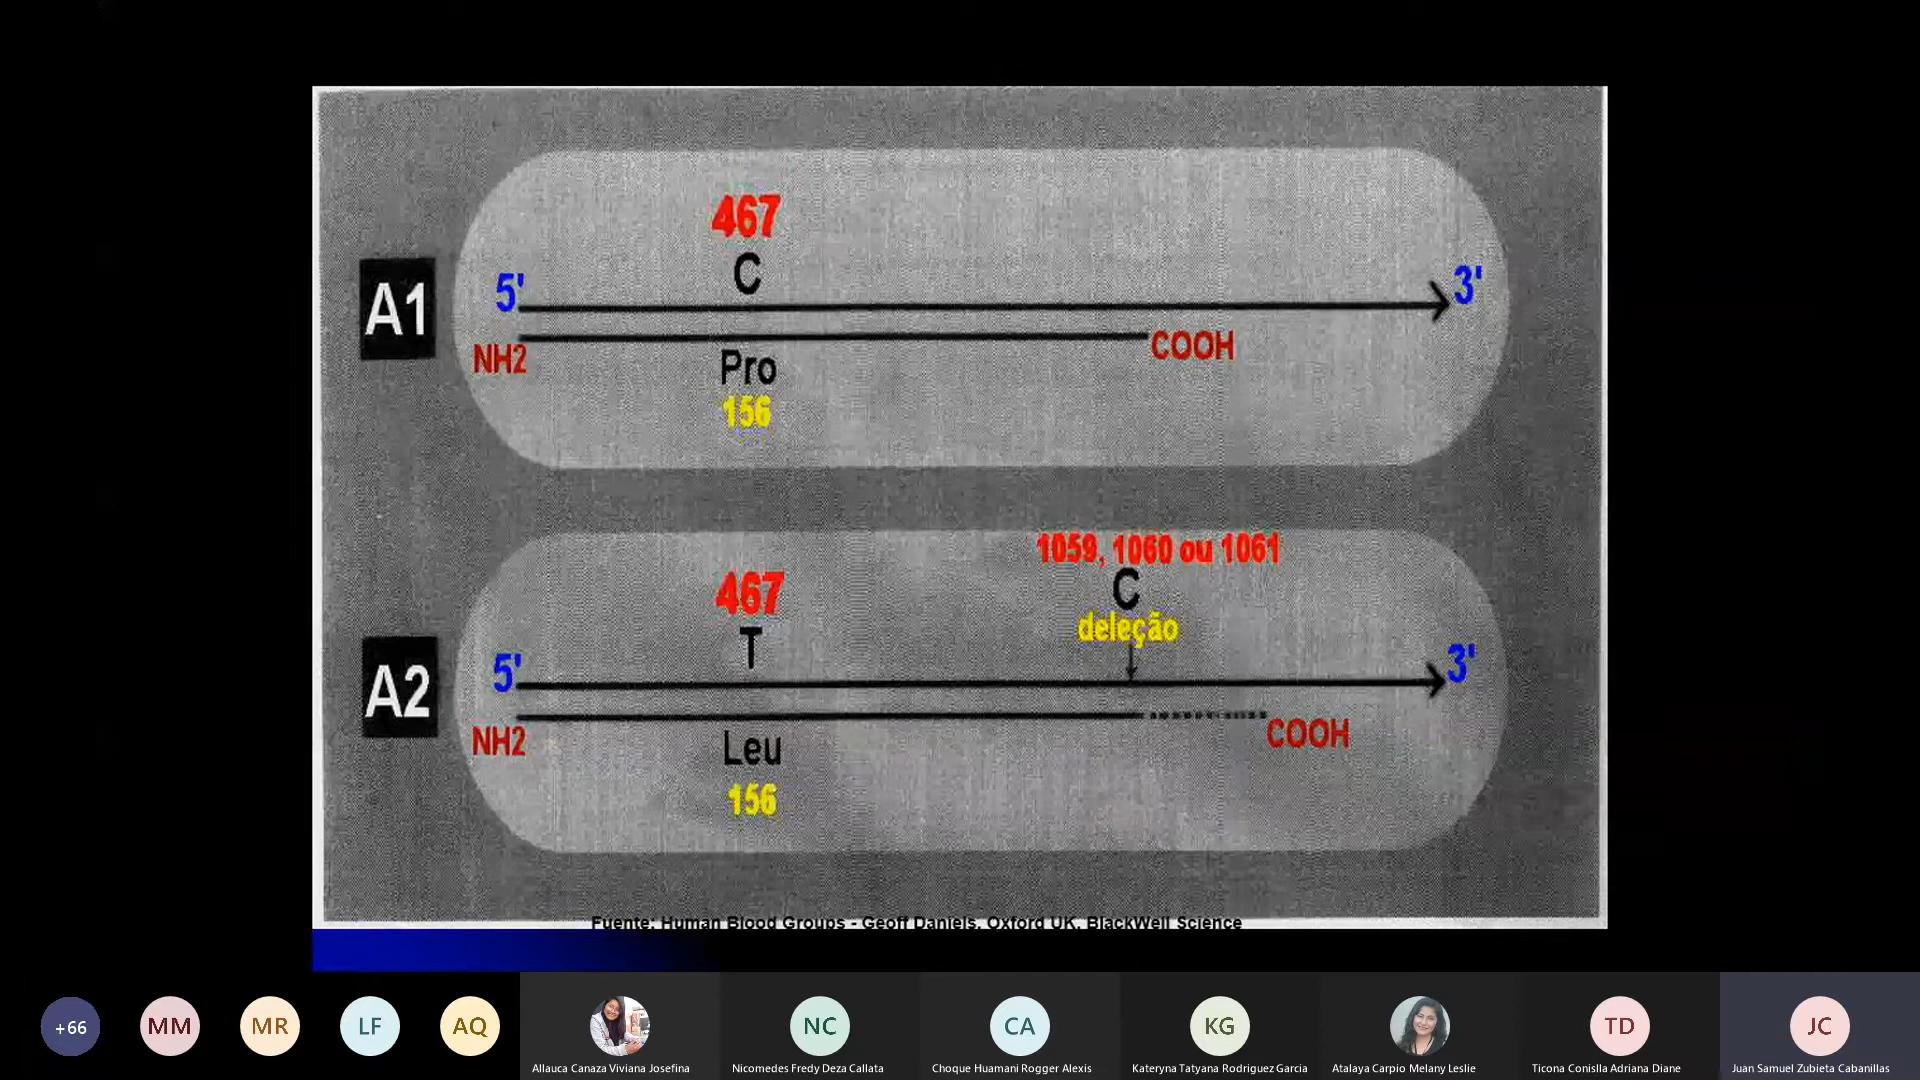 467
C
5'
3'
A1
NH2
COOH
Pro
156
1059, 1060 ou 1061
C
deleção
467
T
5'
3'
A2
NH2
COOH
Leu
156
Fuente: Human Blood Groups - Geoff Daniels. Oxford UK. BlackWell Science
+66
MM
MR
LF
AQ
NC
CA
KG
TD
JC
Allauca Canaza Viviana Josefina
Nicomedes Fredy Deza Callata
Choque Huamani Rogger Alexis
Kateryna Tatyana Rodriguez Garcia
Atalaya Carpio Melany Leslie
Ticona Conislla Adriana Diane
Juan Samuel Zubieta Cabanillas